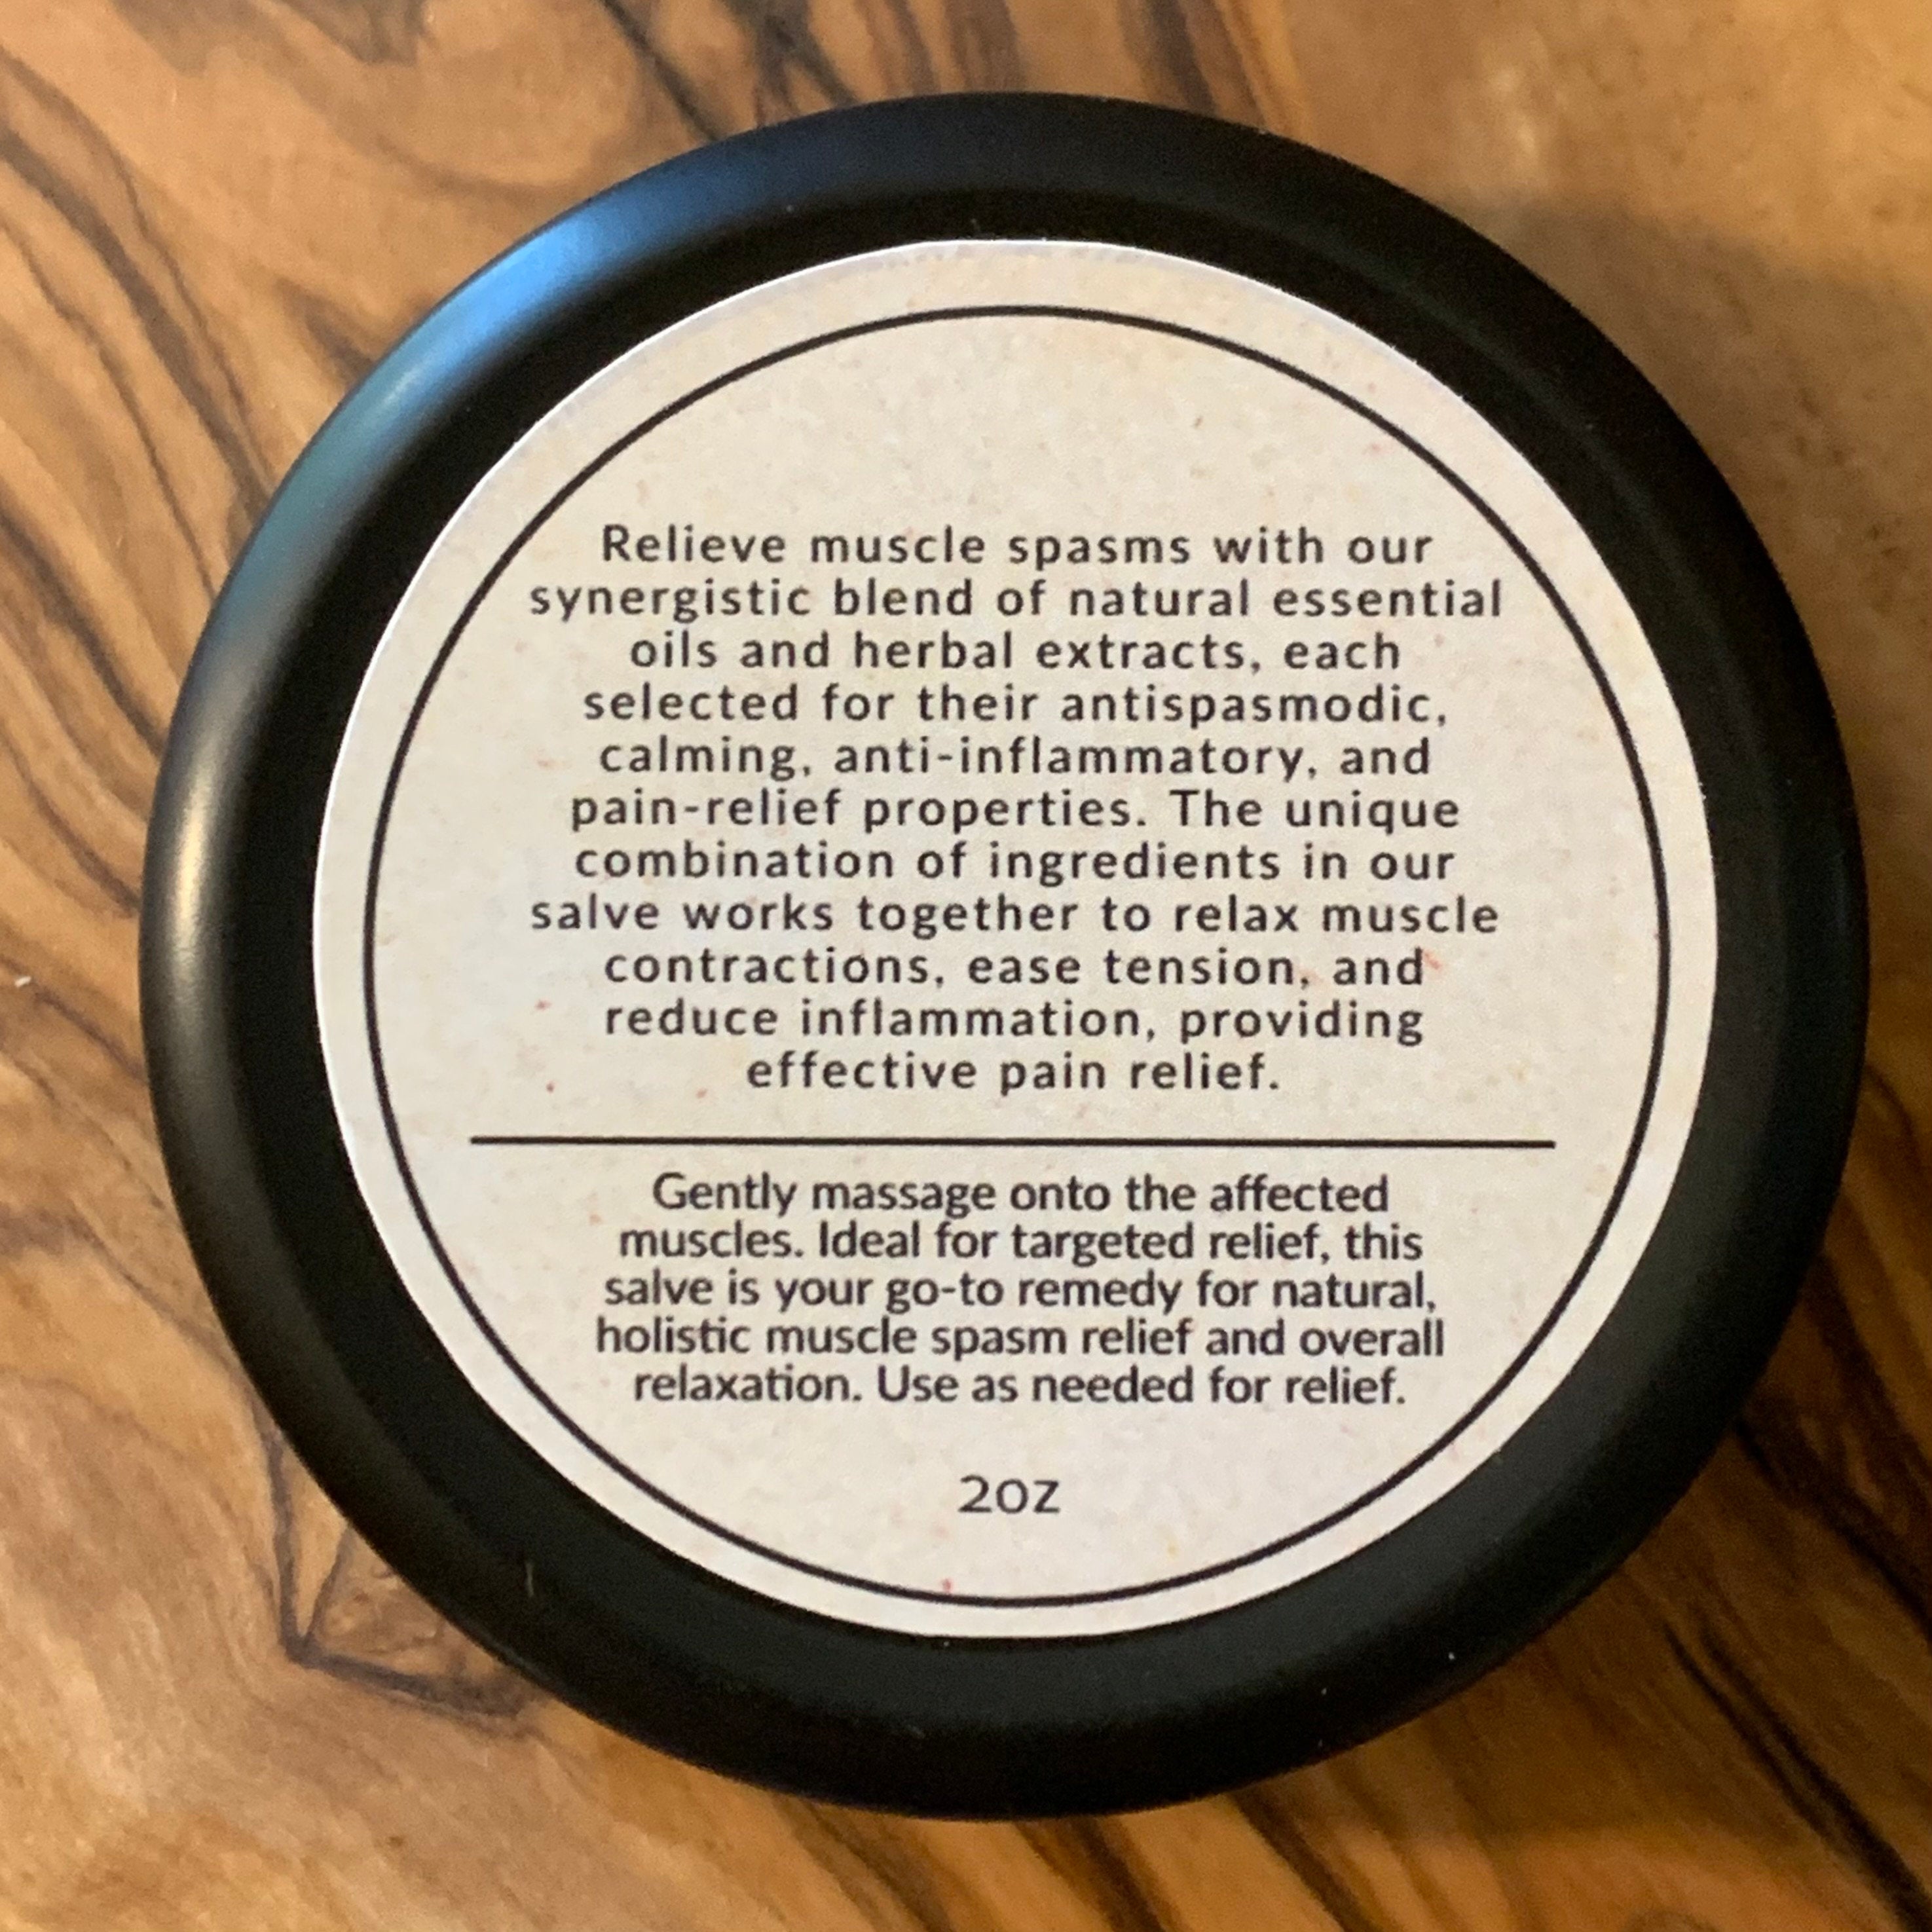 Relieve muscle spasms with our
synergistic blend of natural essential
oils and herbal extracts, each
selected for their antispasmodic,
calming, anti-inflammatory, and
pain-relief properties. The unique
combination of ingredients in our
salve works together to relax muscle
contractions, ease tension, and
reduce inflammation, providing
effective pain relief.
Gently massage onto the affected
muscles. Ideal for targeted relief, this
salve is your go-to remedy for natural,
holistic muscle spasm relief and overall
relaxation. Use as needed for relief.
2oz